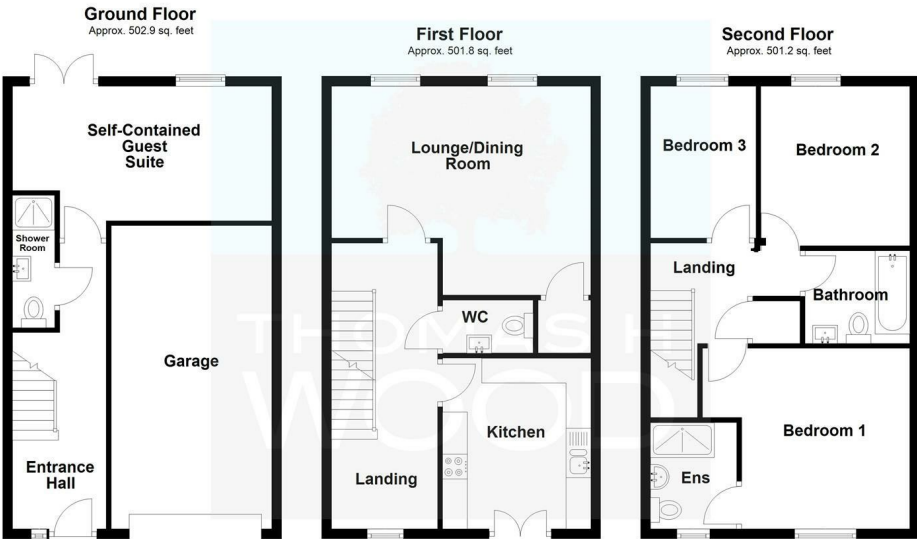 Ground Floor
Approx. 502.9 sq. feet
Self-Contained
Guest
Suite
Shower
Room
Garage
Entrance
Hall
First Floor
Approx. 501.8 sq. feet
Lounge/Dining
Room
WC
Kitchen
Landing
Second Floor
Approx. 501.2 sq. feet
Bedroom 3
Bedroom 2
Landing
Bathroom
Bedroom 1
Ens
THOMAS H
WOOD